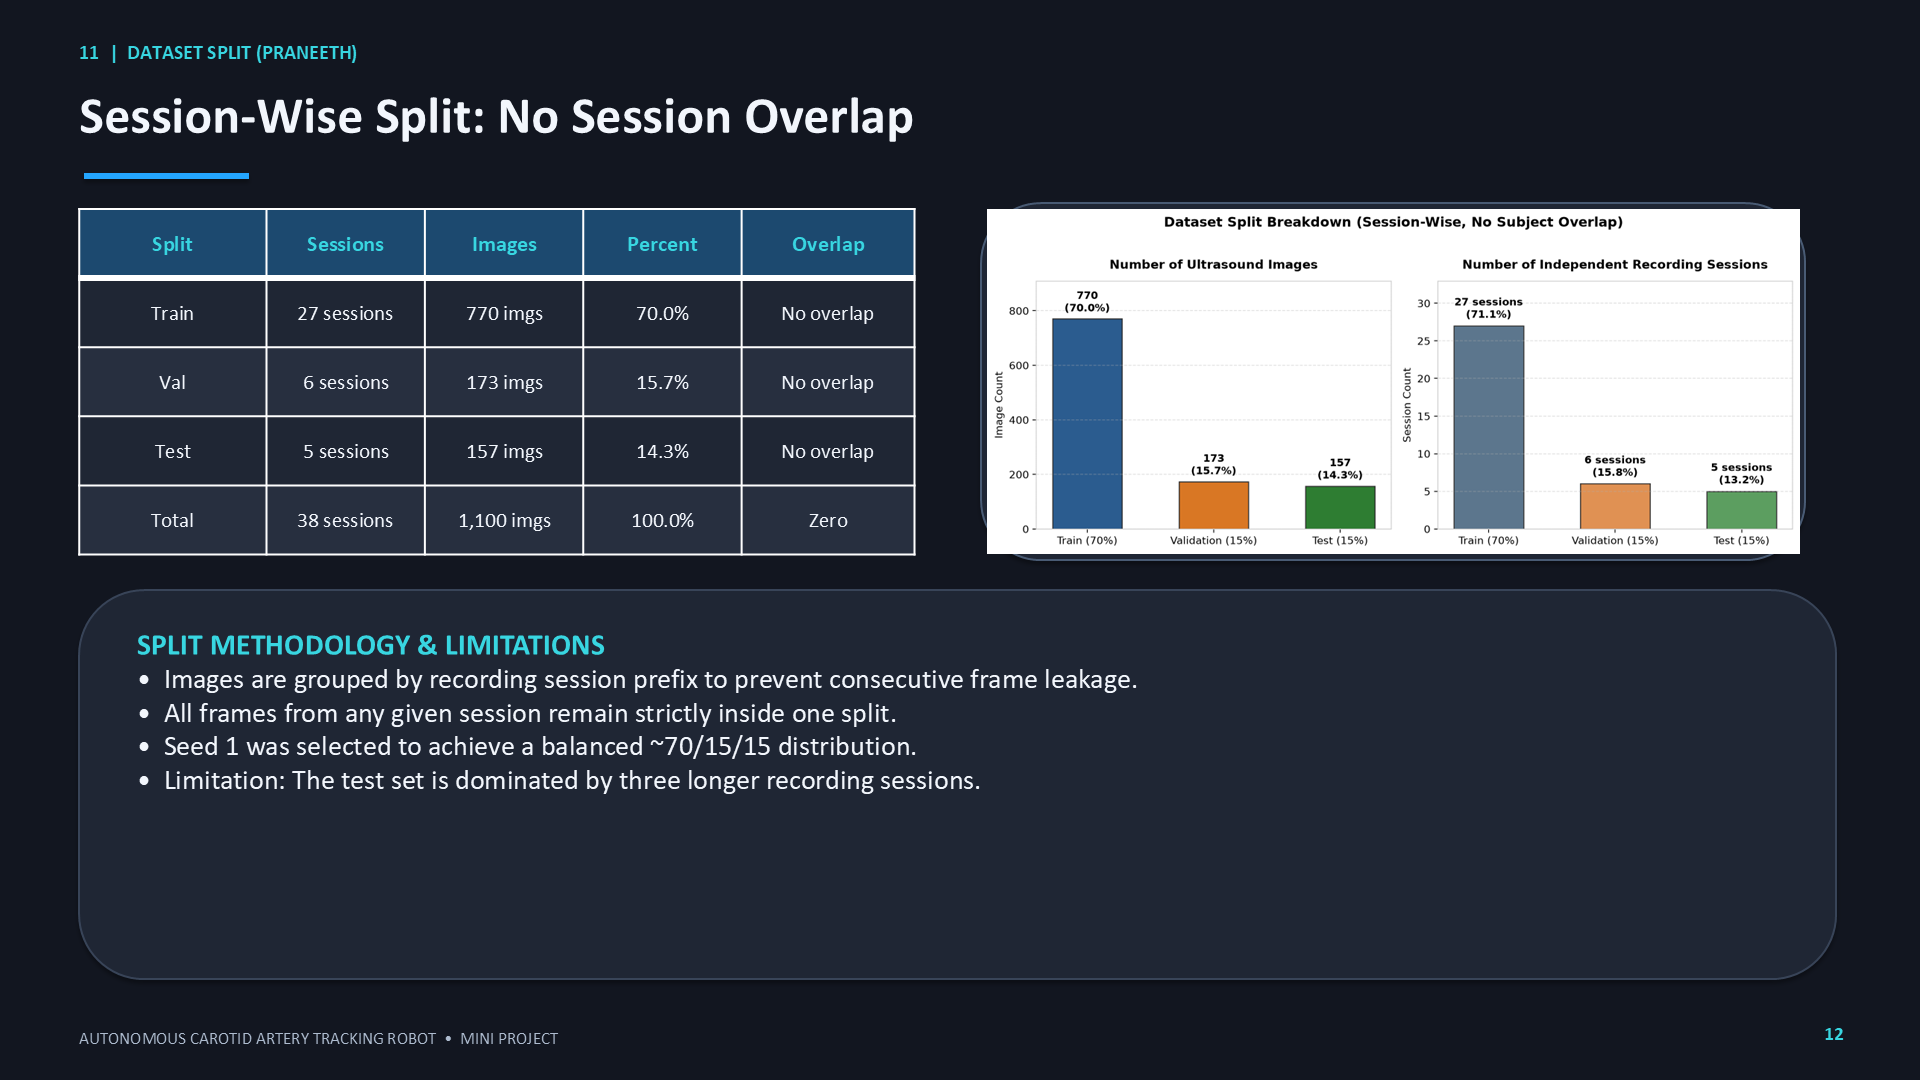 11 | DATASET SPLIT (PRANEETH)
Session-Wise Split: No Session Overlap
Split Sessions Images Percent Overlap
Train 27 sessions 770 imgs 70.0% No overlap
Val 6 sessions 173 imgs 15.7% No overlap
Test 5 sessions 157 imgs 14.3% No overlap
Total 38 sessions 1,100 imgs 100.0% Zero
Dataset Split Breakdown (Session-Wise, No Subject Overlap)
Number of Ultrasound Images
Image Count
800
600
400
200
0
770
(70.0%)
173
(15.7%)
157
(14.3%)
Train (70%) Validation (15%) Test (15%)
Number of Independent Recording Sessions
Session Count
30
25
20
15
10
5
0
27 sessions
(71.1%)
6 sessions
(15.8%)
5 sessions
(13.2%)
Train (70%) Validation (15%) Test (15%)
SPLIT METHODOLOGY & LIMITATIONS
• Images are grouped by recording session prefix to prevent consecutive frame leakage.
• All frames from any given session remain strictly inside one split.
• Seed 1 was selected to achieve a balanced ~70/15/15 distribution.
• Limitation: The test set is dominated by three longer recording sessions.
AUTONOMOUS CAROTID ARTERY TRACKING ROBOT • MINI PROJECT
12